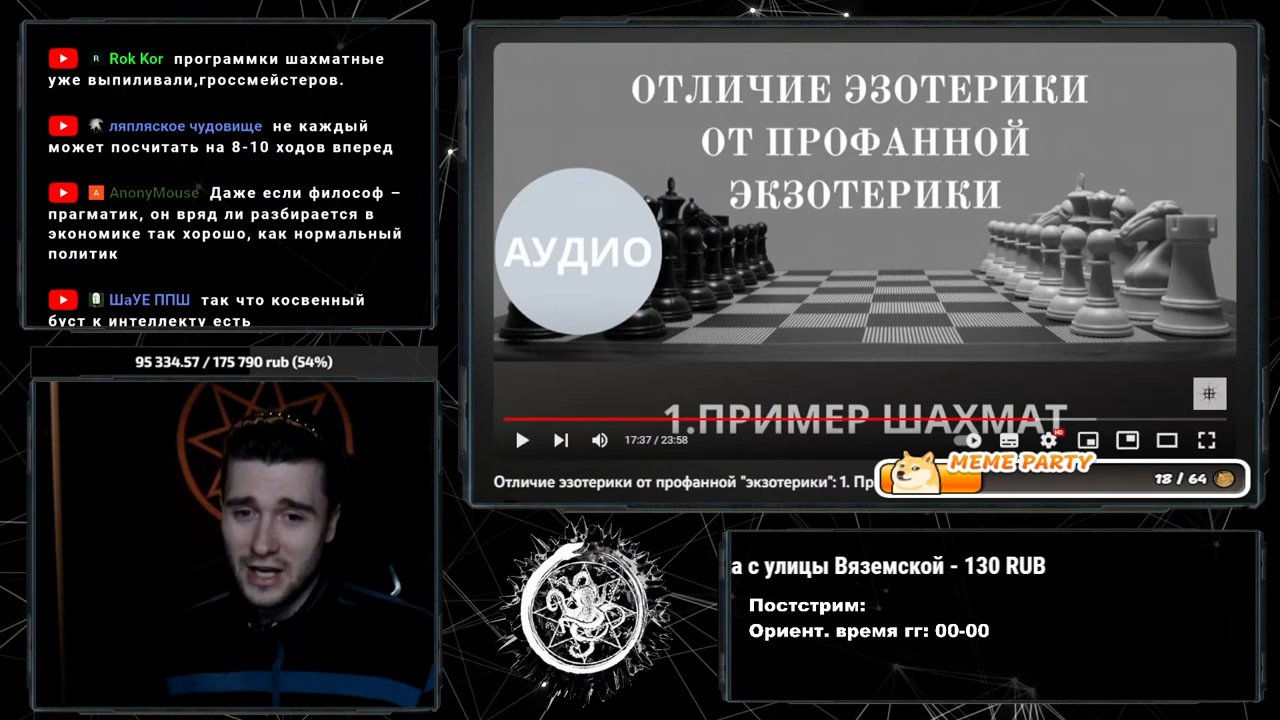 R Rok Kor программки шахматные
уже выпиливали,гроссмейстеров.
ляпляское чудовище не каждый
может посчитать на 8-10 ходов вперед
A AnonyMouse Даже если философ –
прагматик, он вряд ли разбирается в
экономике так хорошо, как нормальный
политик
ШаУЕ ППШ так что косвенный
буст к интеллекту есть
95 334.57 / 175 790 rub (54%)
ОТЛИЧИЕ ЭЗОТЕРИКИ
ОТ ПРОФАННОЙ
ЭКЗОТЕРИКИ
АУДИО
1.ПРИМЕР ШАХМАТ
17:37 / 23:58
HD
MEME PARTY
18 / 64
Отличие эзотерики от профанной "экзотерики": 1. Пр
а с улицы Вяземской - 130 RUB
Постстрим:
Ориент. время гг: 00-00